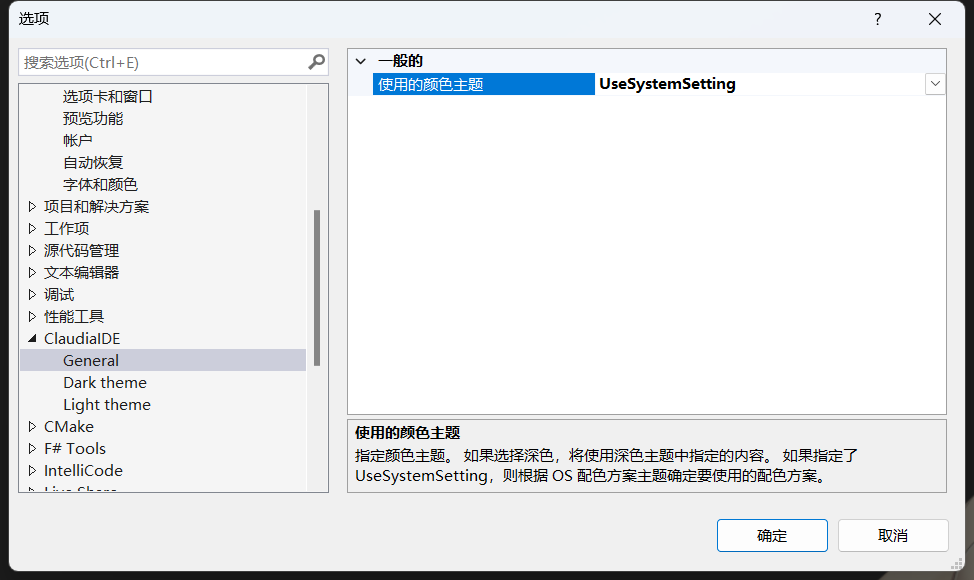 选项
搜索选项(Ctrl+E)
选项卡和窗口
预览功能
帐户
自动恢复
字体和颜色
项目和解决方案
工作项
源代码管理
文本编辑器
调试
性能工具
ClaudiaIDE
General
Dark theme
Light theme
CMake
F# Tools
IntelliCode
Live Share
一般的
使用的颜色主题 UseSystemSetting
使用的颜色主题
指定颜色主题。 如果选择深色，将使用深色主题中指定的内容。 如果指定了
UseSystemSetting，则根据 OS 配色方案主题确定要使用的配色方案。
确定
取消